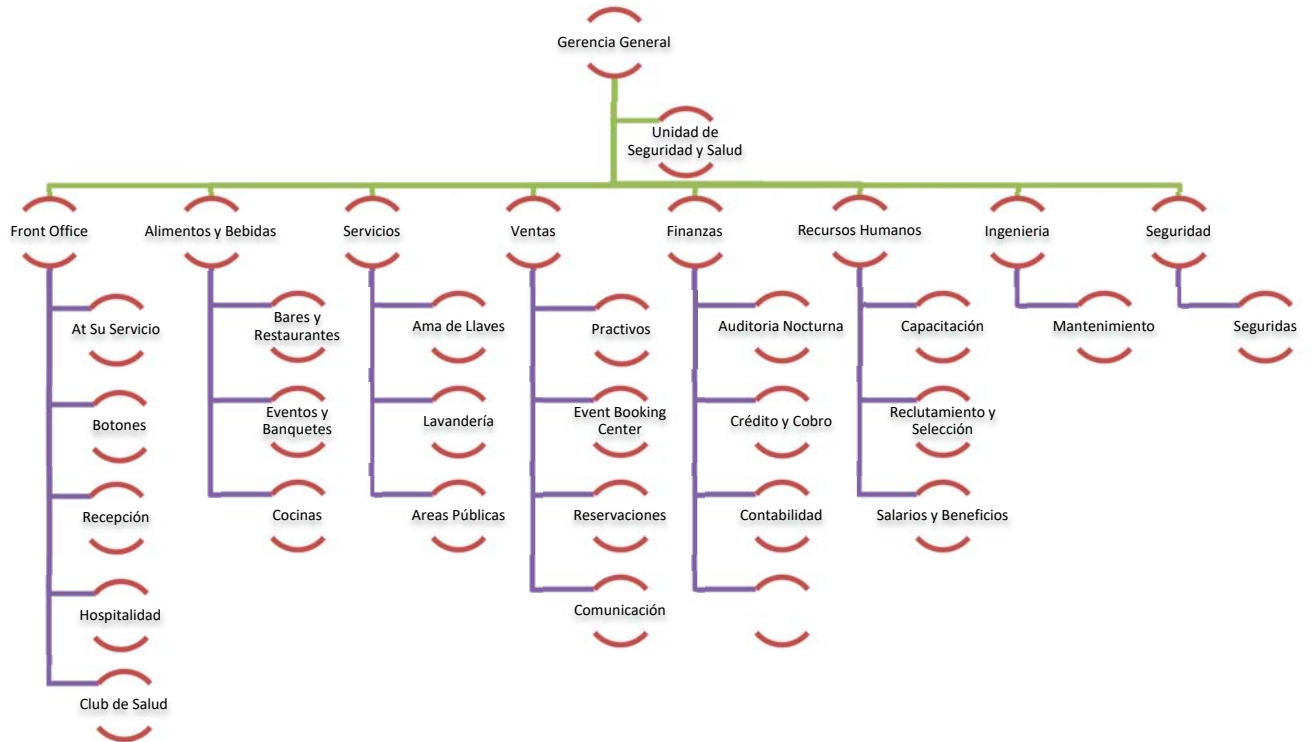 Gerencia General
Unidad de
Seguridad y Salud
Front Office
Alimentos y Bebidas
Servicios
Ventas
Finanzas
Recursos Humanos
Ingenieria
Seguridad
At Su Servicio
Bares y
Restaurantes
Ama de Llaves
Practivos
Auditoria Nocturna
Capacitación
Mantenimiento
Seguridas
Botones
Eventos y
Banquetes
Lavandería
Event Booking
Center
Crédito y Cobro
Reclutamiento y
Selección
Recepción
Cocinas
Areas Públicas
Reservaciones
Contabilidad
Salarios y Beneficios
Hospitalidad
Comunicación
Club de Salud